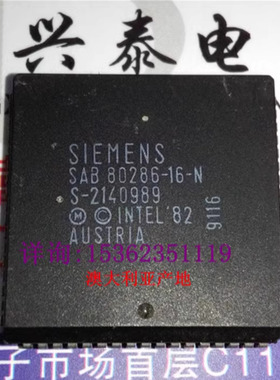 兴泰电
SIEMENS
SAB 80286-16-N
S-2140989
Ⓜ © INTEL '82
AUSTRIA
9116
详询:15362351119
澳大利亚产地
子市场首层C11